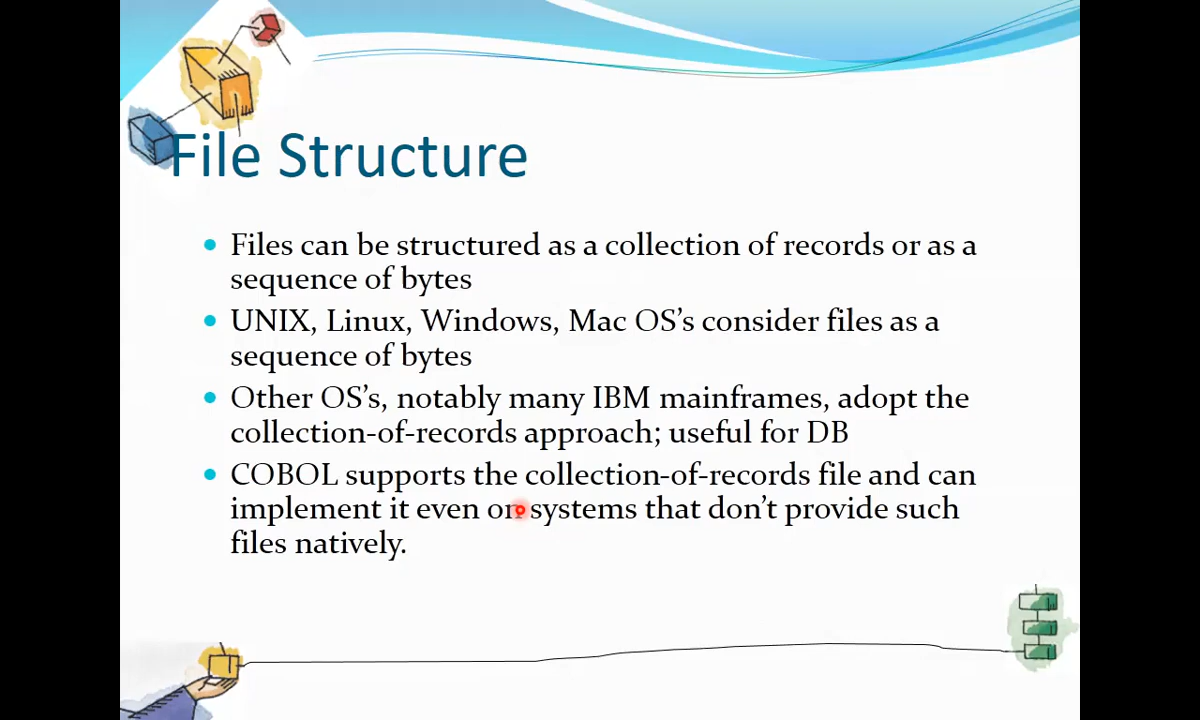 File Structure
• Files can be structured as a collection of records or as a
sequence of bytes
• UNIX, Linux, Windows, Mac OS’s consider files as a
sequence of bytes
• Other OS’s, notably many IBM mainframes, adopt the
collection-of-records approach; useful for DB
• COBOL supports the collection-of-records file and can
implement it even on systems that don’t provide such
files natively.